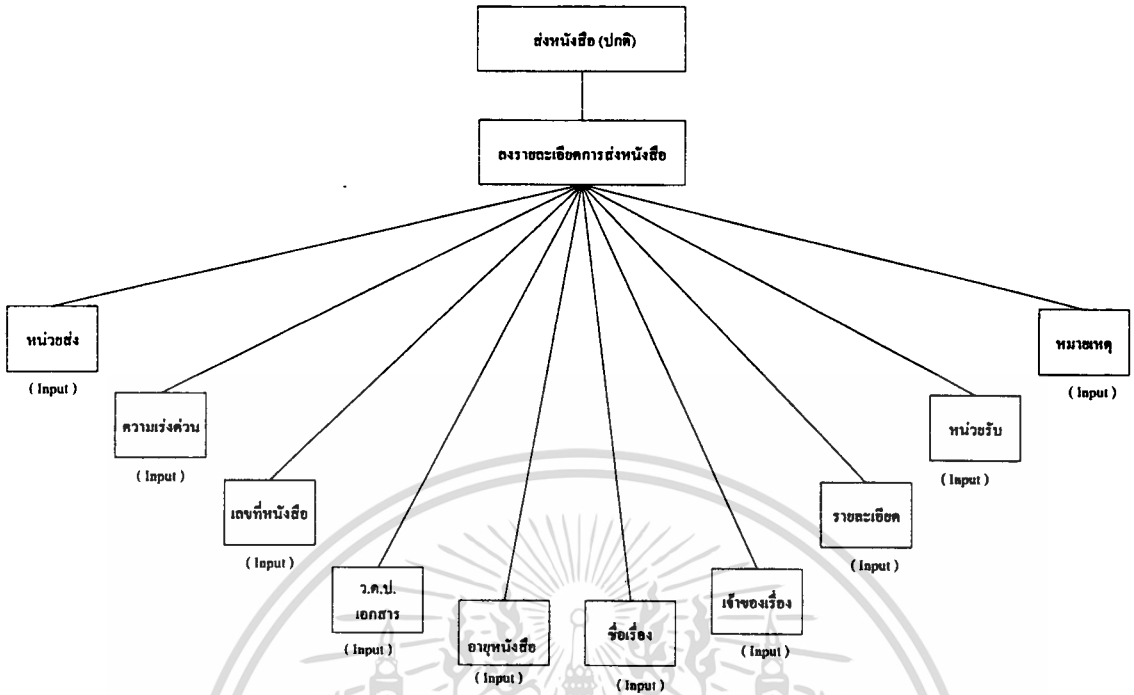 ส่งหนังสือ (ปกติ)
ลงรายละเอียดการส่งหนังสือ
หน่วยส่ง
( Input )
หมายเหตุ
( Input )
ความเร่งด่วน
( Input )
หน่วยรับ
( Input )
เลขที่หนังสือ
( Input )
รายละเอียด
( Input )
ว.ด.ป.
เอกสาร
( Input )
อายุหนังสือ
( Input )
ชื่อเรื่อง
( Input )
เจ้าของเรื่อง
( Input )